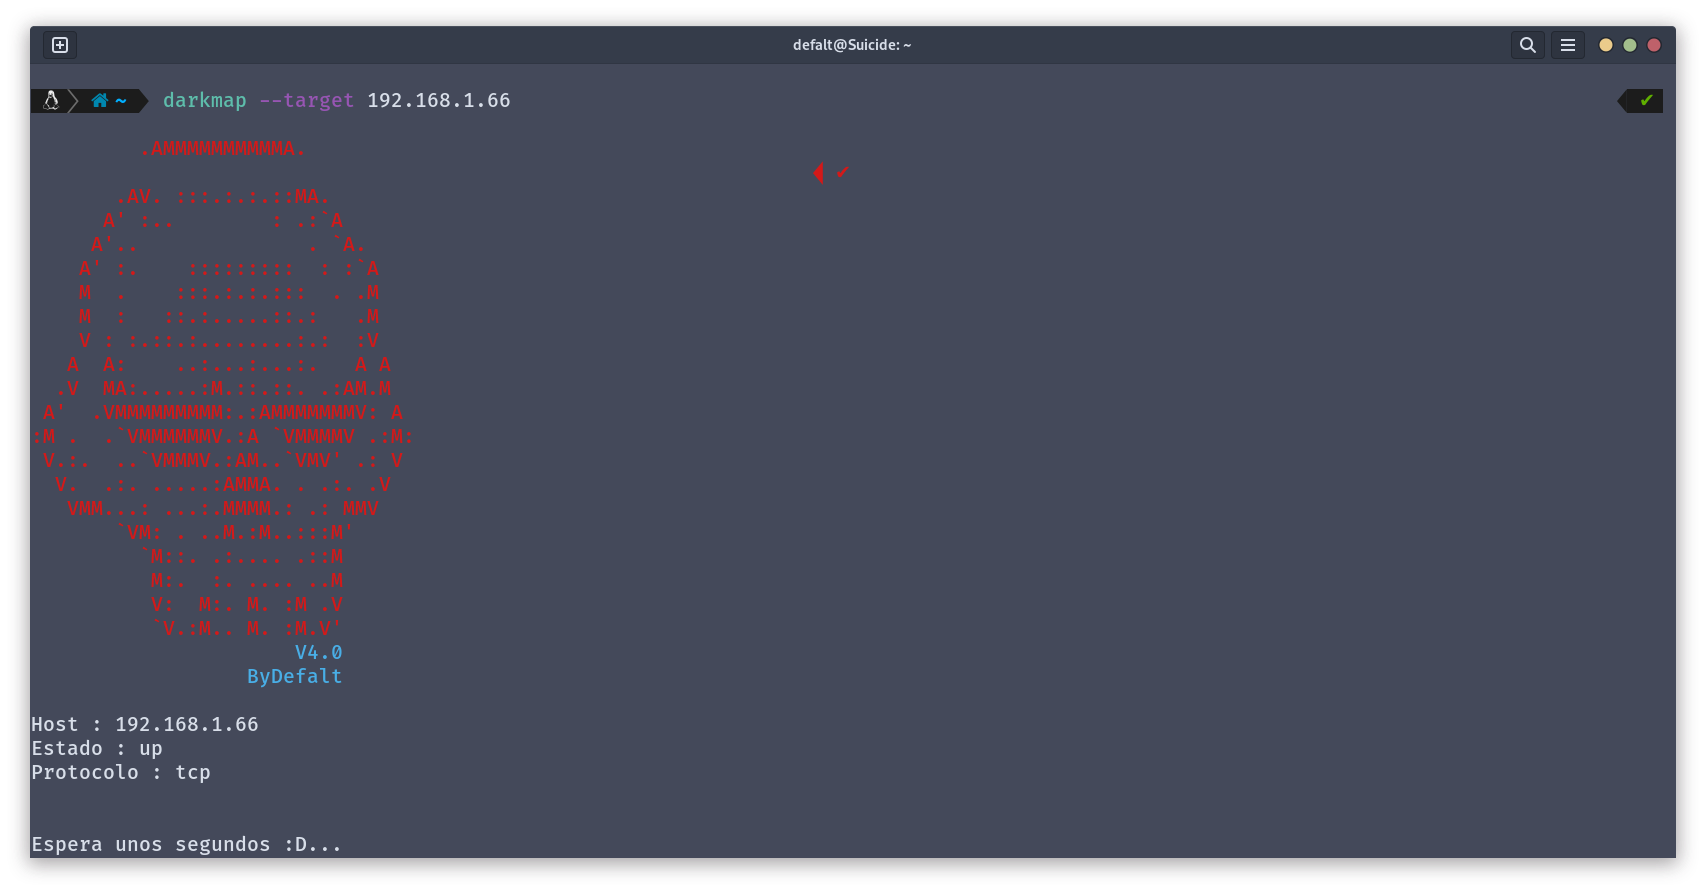 defalt@Suicide: ~
~ darkmap --target 192.168.1.66 ✔
.AMMMMMMMMMMA.
✔
.AV. :::.:.:.::MA.
A' :..        : .:`A
A'..              . `A.
A' :.    :::::::::  : :`A
M  .    :::.:.:.:::  . .M
M  :   ::.:.....::.:   .M
V : :.::.:........:.:  :V
A  A:    ..:...:...:.   A A
.V  MA:.....:M.::.::. .:AM.M
A'  .VMMMMMMMMM:.:AMMMMMMMV: A
:M .  .`VMMMMMMV.:A `VMMMMV .:M:
V.:.  ..`VMMMV.:AM..`VMV' .: V
V.  .:. .....:AMMA. . .:. .V
VMM...: ...:.MMMM.: .: MMV
`VM: . ..M.:M..:::M'
`M::. .:.... .::M
M:.  :. .... ..M
V:  M:. M. :M .V
`V.:M.. M. :M.V'
V4.0
ByDefalt
Host : 192.168.1.66
Estado : up
Protocolo : tcp
Espera unos segundos :D...